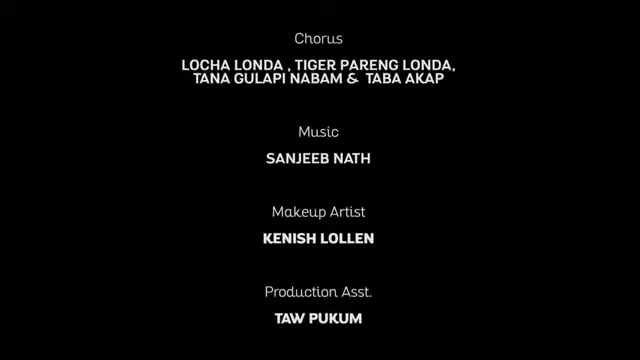 Chorus
LOCHA LONDA , TIGER PARENG LONDA,
TANA GULAPI NABAM & TABA AKAP
Music
SANJEEB NATH
Makeup Artist
KENISH LOLLEN
Production Asst.
TAW PUKUM